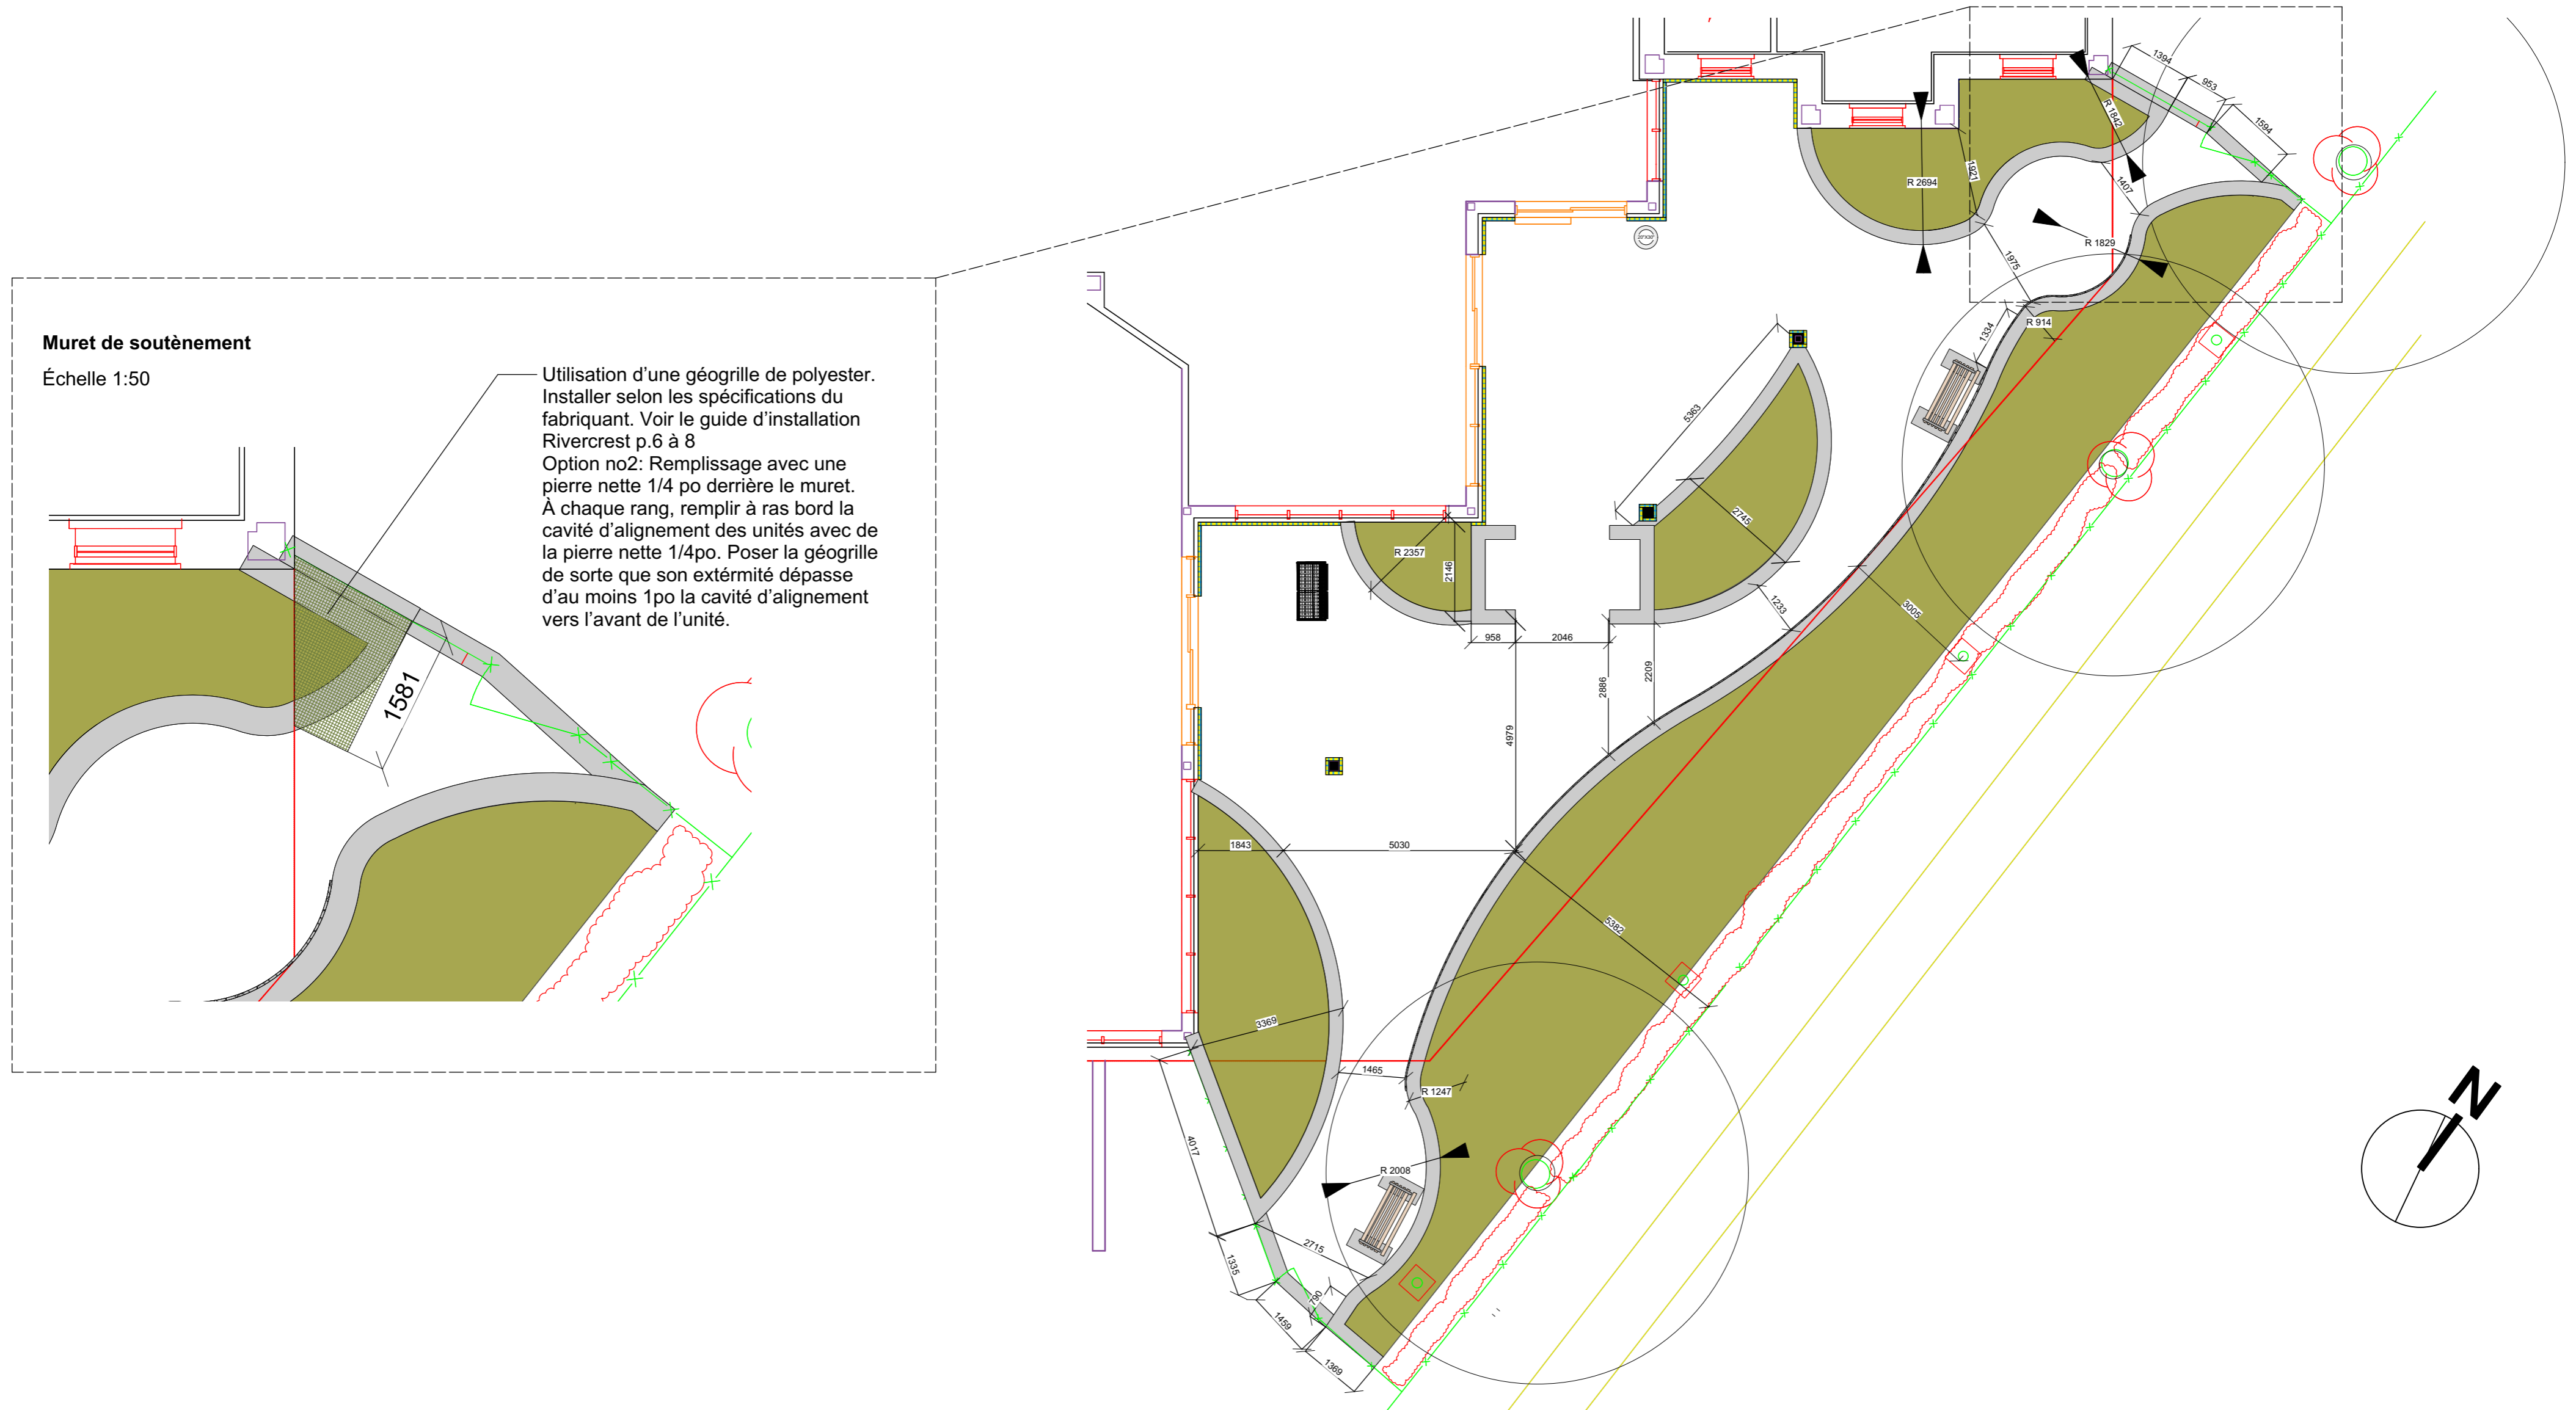 Muret de soutènement
Échelle 1:50
Utilisation d’une géogrille de polyester.
Installer selon les spécifications du
fabriquant. Voir le guide d’installation
Rivercrest p.6 à 8
Option no2: Remplissage avec une
pierre nette 1/4 po derrière le muret.
À chaque rang, remplir à ras bord la
cavité d’alignement des unités avec de
la pierre nette 1/4po. Poser la géogrille
de sorte que son extérmité dépasse
d’au moins 1po la cavité d’alignement
vers l’avant de l’unité.
1581
1394
953
1594
R 1842
1921
R 2694
1407
R 1829
1975
R 914
1334
5363
2745
R 2357
2146
1233
3005
958
2046
2209
2886
4979
1843
5030
5382
3369
1465
R 1247
4017
R 2008
2715
1335
790
1459
1369
N